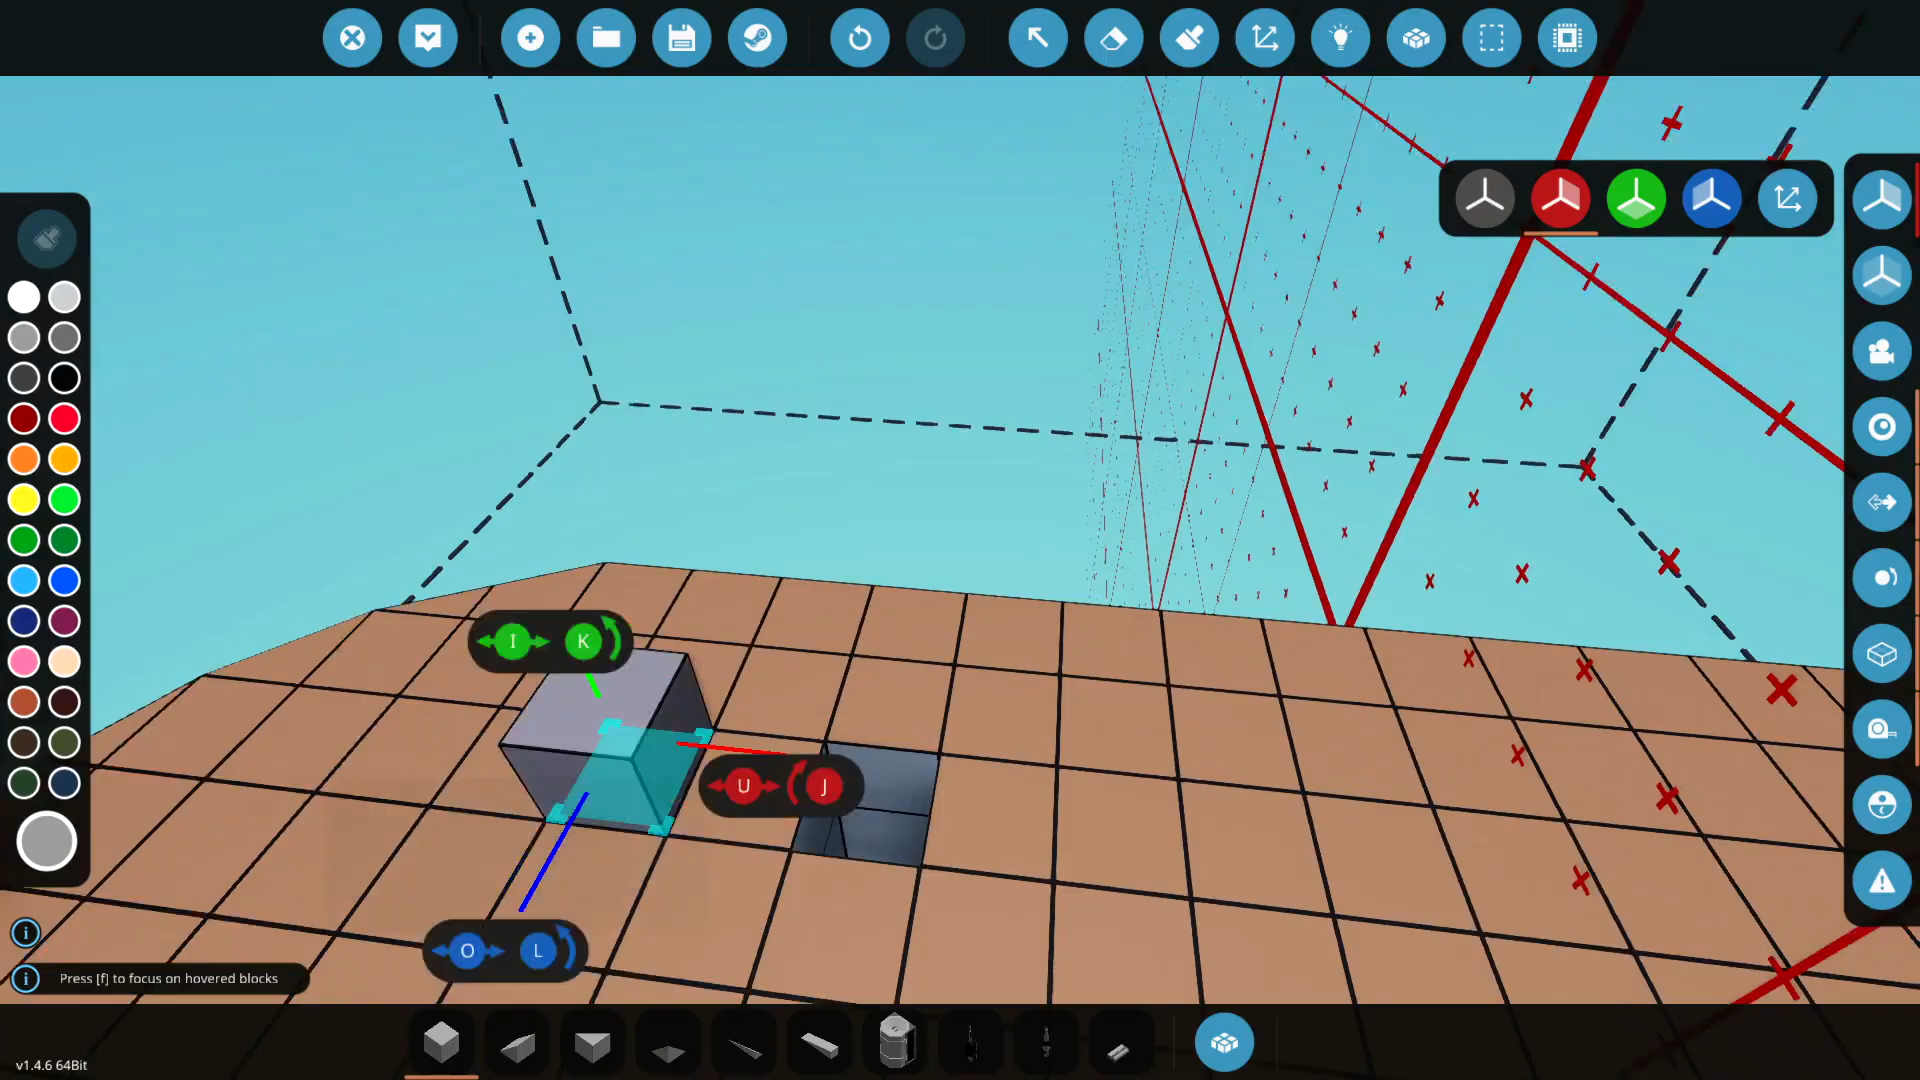 I K
U J
O L
Press [f] to focus on hovered blocks
v1.4.6 64Bit